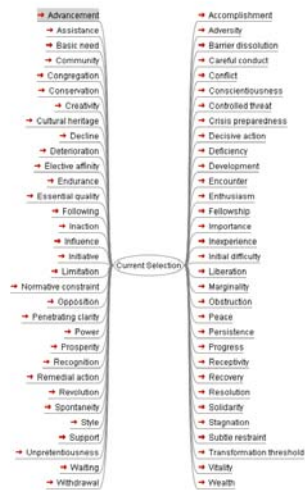 Advancement
Assistance
Basic need
Community
Congregation
Conservation
Creativity
Cultural heritage
Decline
Deterioration
Elective affinity
Endurance
Essential quality
Following
Inaction
Influence
Initiative
Limitation
Normative constraint
Opposition
Penetrating clarity
Power
Prosperity
Recognition
Remedial action
Revolution
Spontaneity
Style
Support
Unpretentiousness
Waiting
Withdrawal
Current Selection
Accomplishment
Adversity
Barrier dissolution
Careful conduct
Conflict
Conscientiousness
Controlled threat
Crisis preparedness
Decisive action
Deficiency
Development
Encounter
Enthusiasm
Fellowship
Importance
Inexperience
Initial difficulty
Liberation
Marginality
Obstruction
Peace
Persistence
Progress
Receptivity
Recovery
Resolution
Solidarity
Stagnation
Subtle restraint
Transformation threshold
Vitality
Wealth